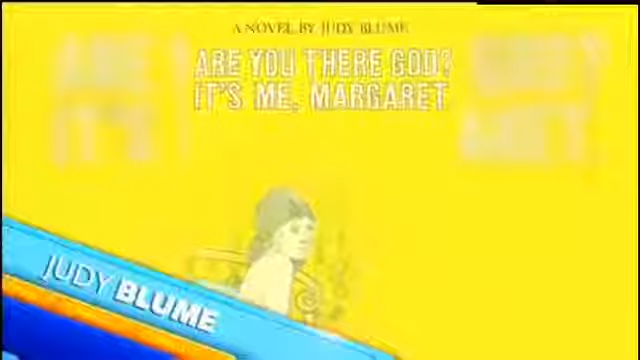 A NOVEL BY JUDY BLUME
ARE YOU THERE GOD?
IT'S ME, MARGARET
JUDY BLUME